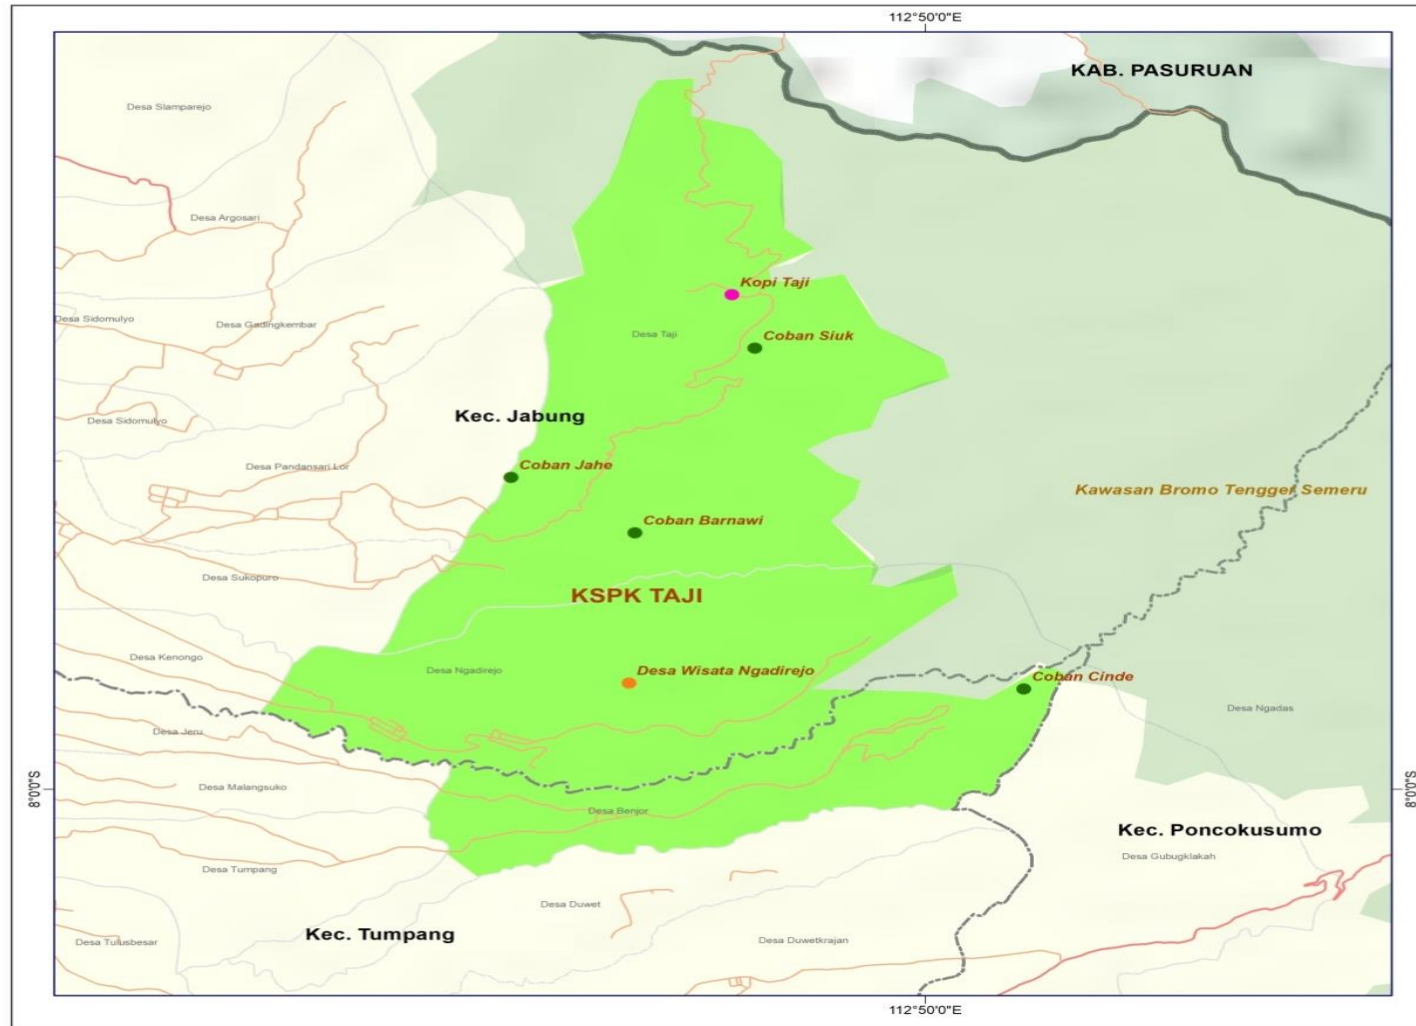 112°50'0"E
KAB. PASURUAN
Desa Slamparejo
Desa Argosari
Kopi Taji
Desa Sidomulyo
Desa Gadingkembar
Desa Taji
Coban Siuk
Kec. Jabung
Desa Sidomulyo
Desa Pandansari Lor
Coban Jahe
Kawasan Bromo Tengger Semeru
Coban Barnawi
Desa Sukopuro
KSPK TAJI
Desa Kenongo
Desa Ngadirejo
Desa Wisata Ngadirejo
Coban Cinde
Desa Ngadas
Desa Jeru
8°0'0"S
8°0'0"S
Desa Malangsuko
Desa Benjor
Kec. Poncokusumo
Desa Gubugklakah
Desa Tumpang
Desa Duwet
Kec. Tumpang
Desa Tulusbesar
Desa Duwetkrajan
112°50'0"E